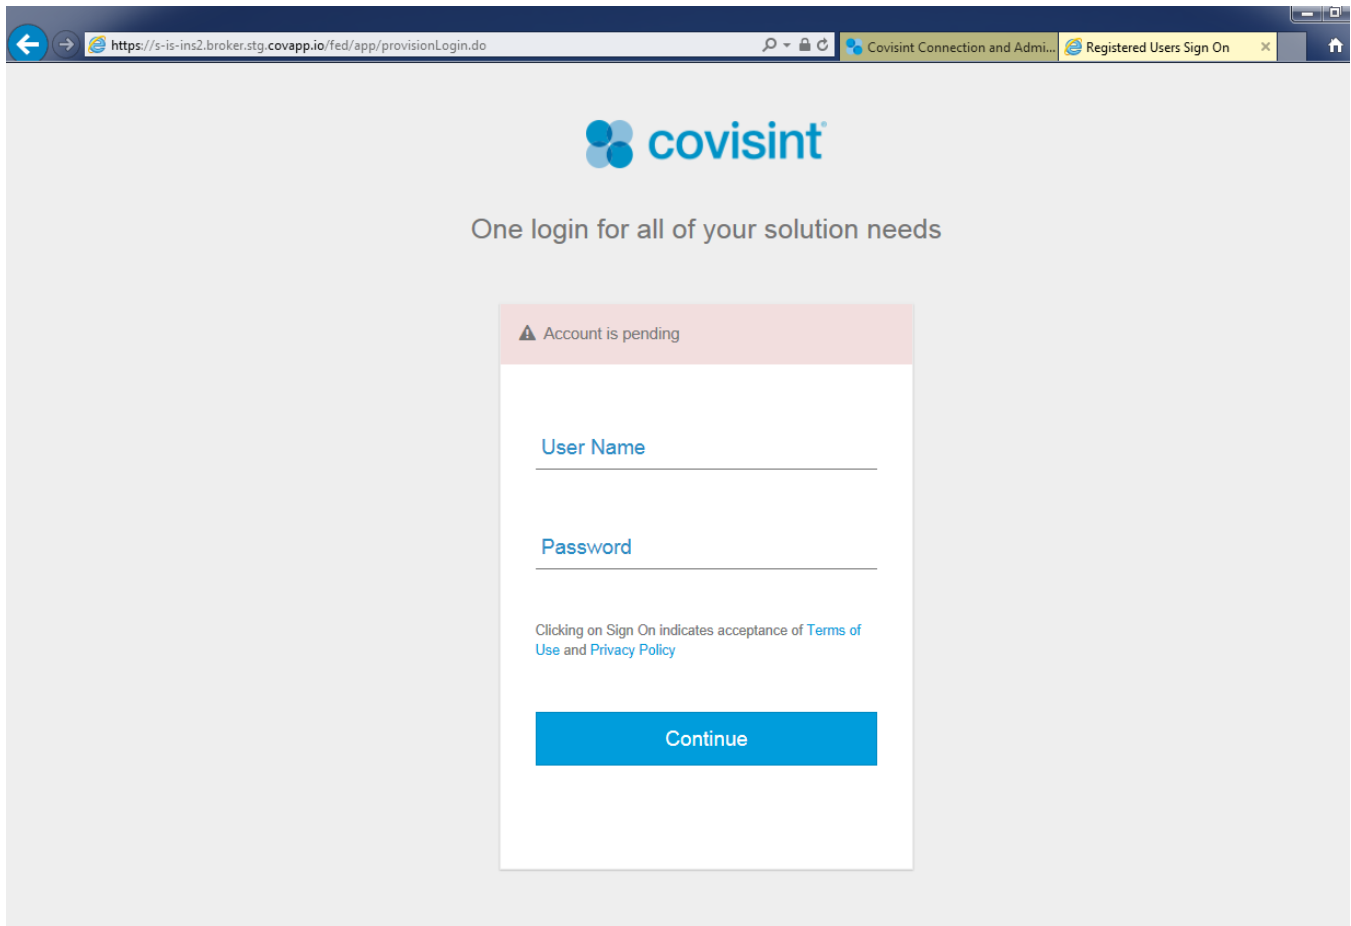 https://s-is-ins2.broker.stg.covapp.io/fed/app/provisionLogin.do
Covisint Connection and Admi...
Registered Users Sign On
covisint
One login for all of your solution needs
Account is pending
User Name
Password
Clicking on Sign On indicates acceptance of Terms of
Use and Privacy Policy
Continue